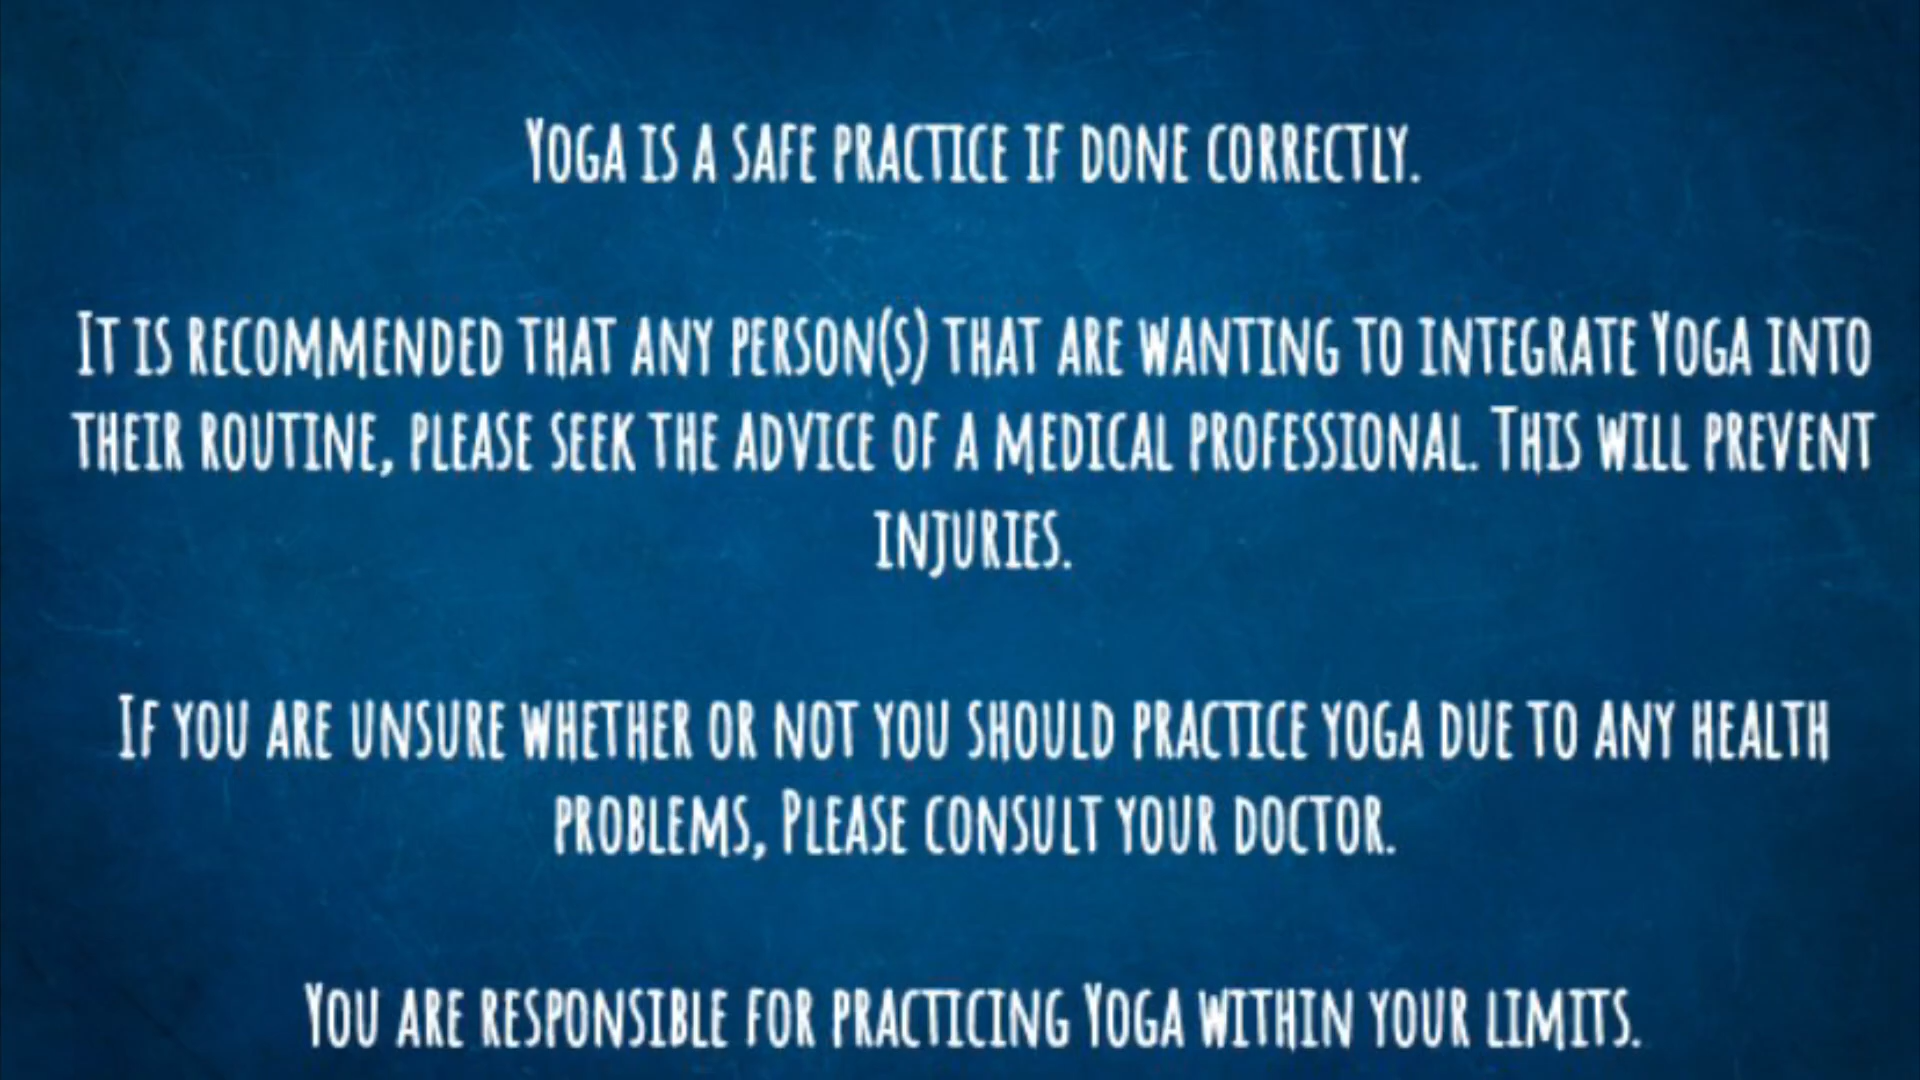 Yoga is a safe practice if done correctly.
It is recommended that any person(s) that are wanting to integrate Yoga into
their routine, please seek the advice of a medical professional. This will prevent
injuries.
If you are unsure whether or not you should practice yoga due to any health
problems, Please consult your doctor.
You are responsible for practicing Yoga within your limits.